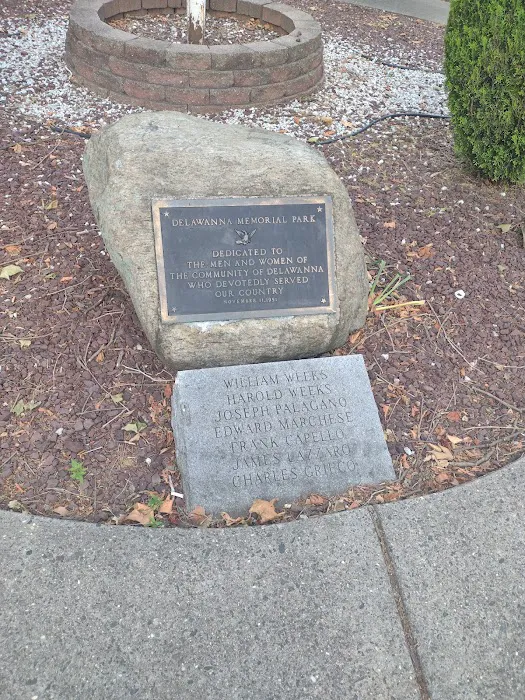 DELAWANNA MEMORIAL PARK
DEDICATED TO
THE MEN AND WOMEN OF
THE COMMUNITY OF DELAWANNA
WHO DEVOTEDLY SERVED
OUR COUNTRY
NOVEMBER 11, 1951
WILLIAM WEEKS
HAROLD WEEKS
JOSEPH PALAGANO
EDWARD MARCHESE
FRANK CAPELLO
JAMES LAZZARO
CHARLES GRIECO